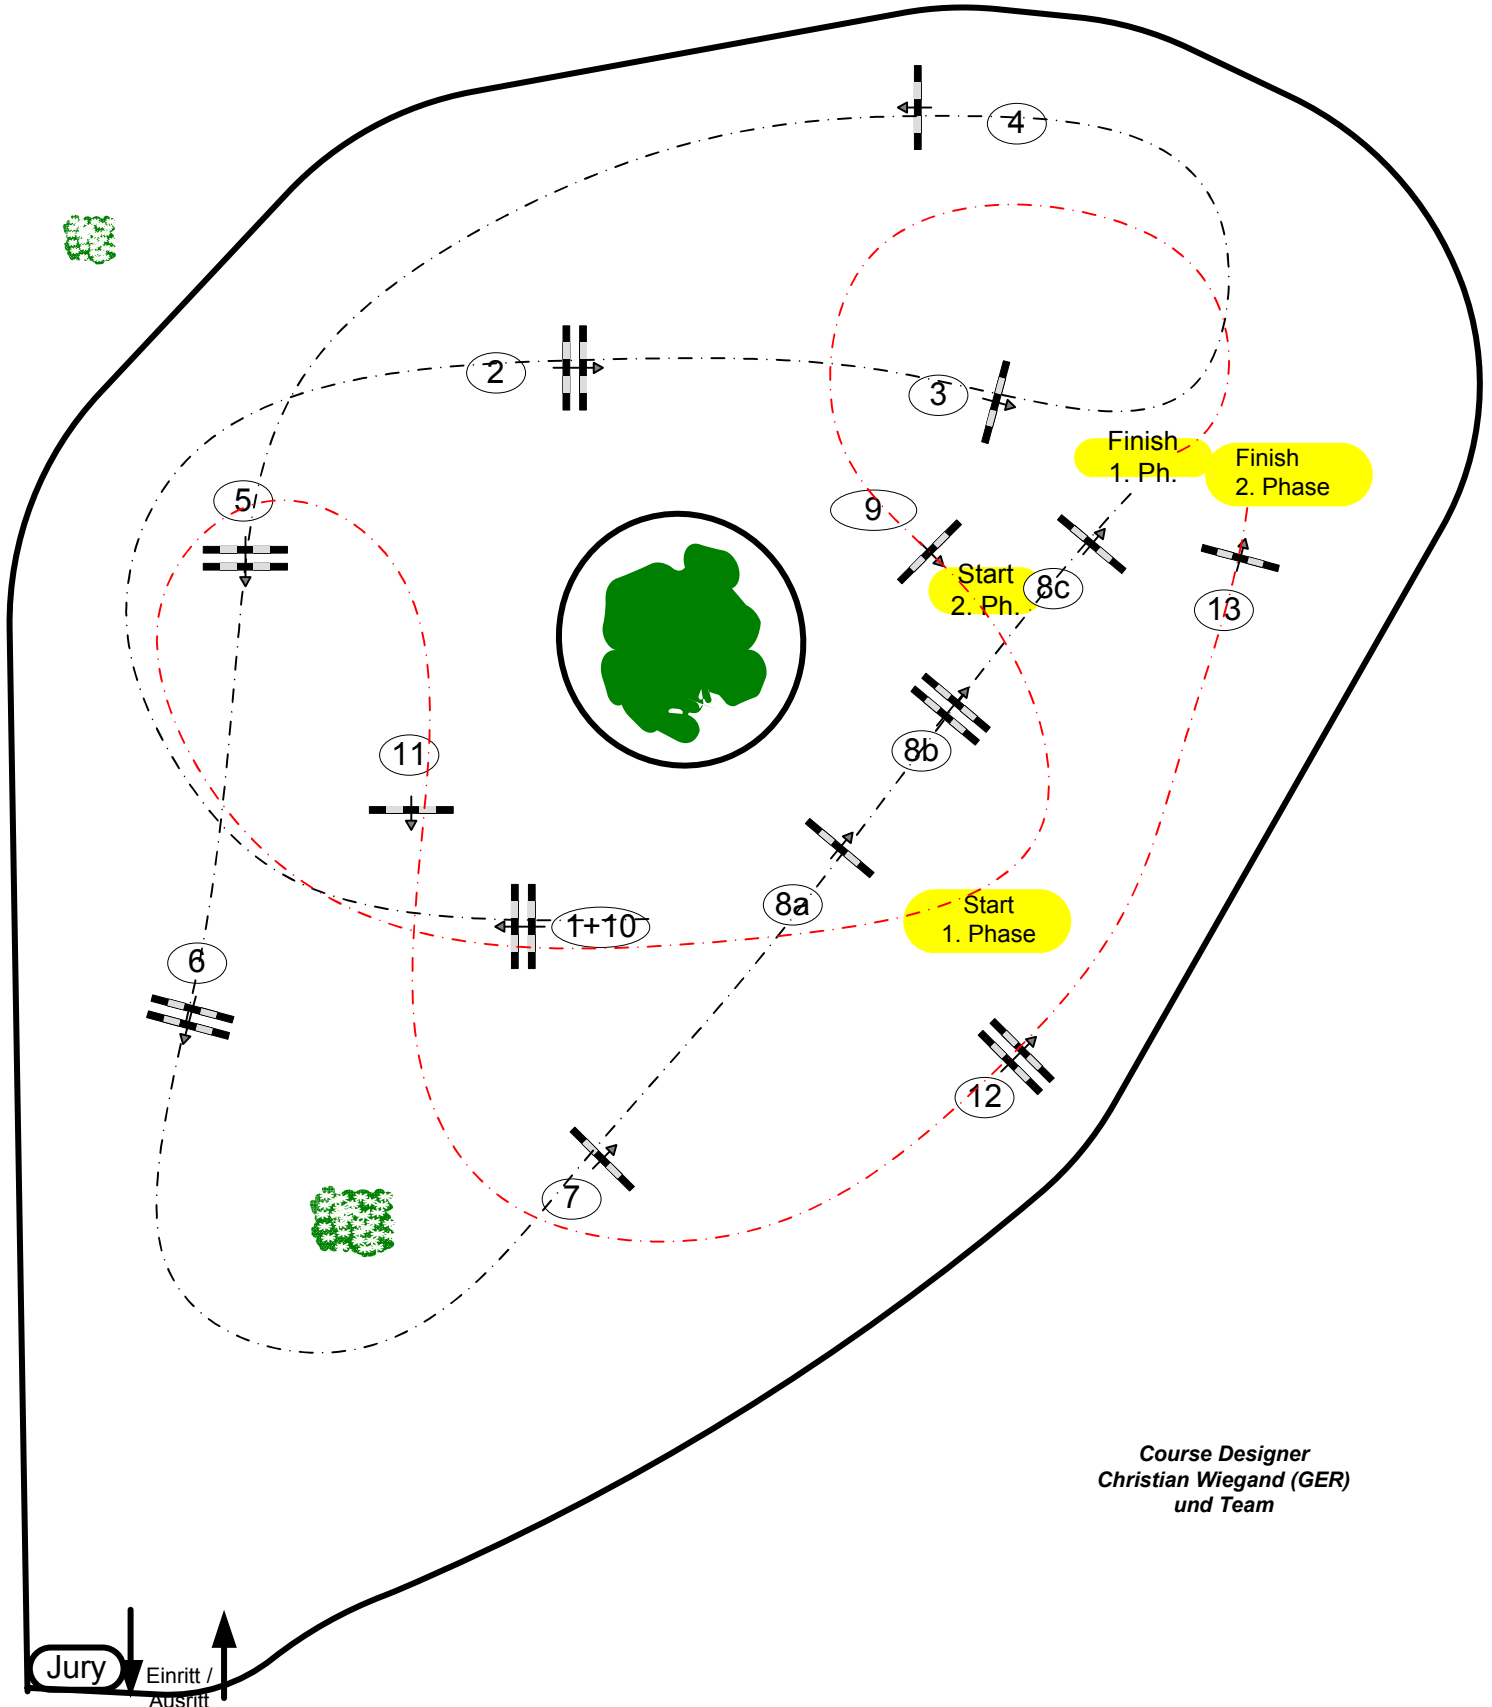 4
2
3
Finish
1. Ph.
Finish
2. Phase
5
9
Start
2. Ph.
8c
13
11
8b
8a
Start
1. Phase
1+10
6
12
7
Course Designer
Christian Wiegand (GER)
und Team
Jury
Einritt /
Ausritt